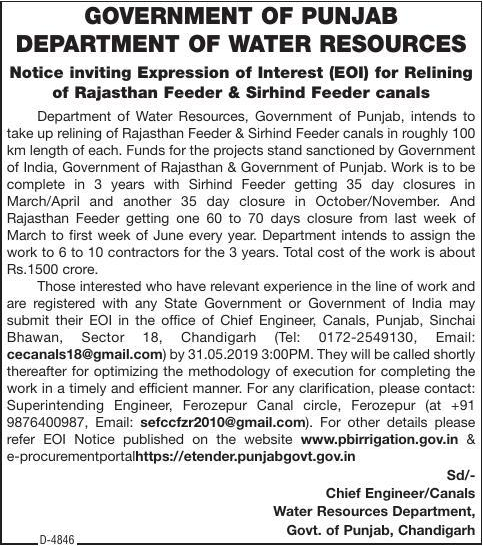 GOVERNMENT OF PUNJAB
DEPARTMENT OF WATER RESOURCES
Notice inviting Expression of Interest (EOI) for Relining
of Rajasthan Feeder & Sirhind Feeder canals
Department of Water Resources, Government of Punjab, intends to
take up relining of Rajasthan Feeder & Sirhind Feeder canals in roughly 100
km length of each. Funds for the projects stand sanctioned by Government
of India, Government of Rajasthan & Government of Punjab. Work is to be
complete in 3 years with Sirhind Feeder getting 35 day closures in
March/April and another 35 day closure in October/November. And
Rajasthan Feeder getting one 60 to 70 days closure from last week of
March to first week of June every year. Department intends to assign the
work to 6 to 10 contractors for the 3 years. Total cost of the work is about
Rs.1500 crore.
Those interested who have relevant experience in the line of work and
are registered with any State Government or Government of India may
submit their EOI in the office of Chief Engineer, Canals, Punjab, Sinchai
Bhawan, Sector 18, Chandigarh (Tel: 0172-2549130, Email:
cecanals18@gmail.com) by 31.05.2019 3:00PM. They will be called shortly
thereafter for optimizing the methodology of execution for completing the
work in a timely and efficient manner. For any clarification, please contact:
Superintending Engineer, Ferozepur Canal circle, Ferozepur (at +91
9876400987, Email: sefccfzr2010@gmail.com). For other details please
refer EOI Notice published on the website www.pbirrigation.gov.in &
e-procurementportalhttps://etender.punjabgovt.gov.in
Sd/-
Chief Engineer/Canals
Water Resources Department,
Govt. of Punjab, Chandigarh
D-4846